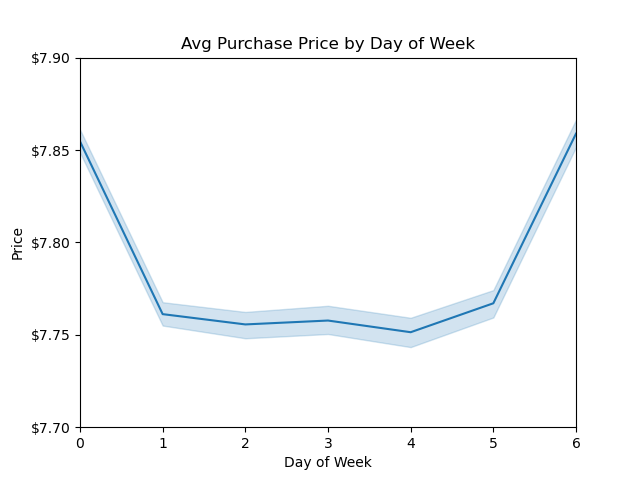 Avg Purchase Price by Day of Week
$7.90
$7.85
$7.80
$7.75
$7.70
Price
0 1 2 3 4 5 6
Day of Week